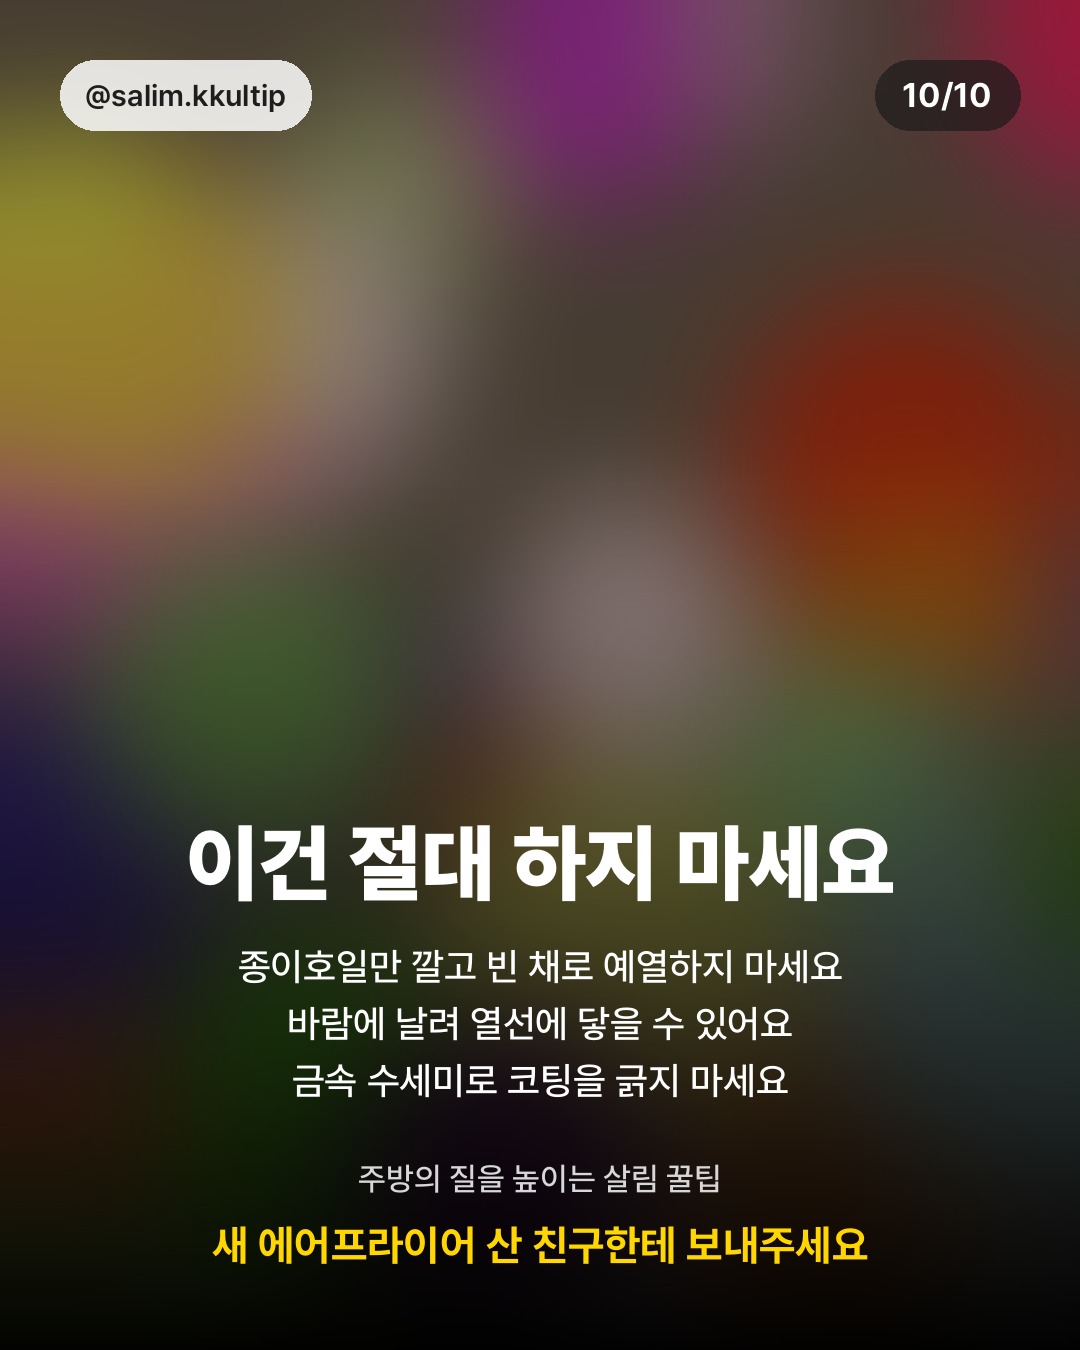 @salim.kkultip
10/10
이건 절대 하지 마세요
종이호일만 깔고 빈 채로 예열하지 마세요
바람에 날려 열선에 닿을 수 있어요
금속 수세미로 코팅을 긁지 마세요
주방의 질을 높이는 살림 꿀팁
새 에어프라이어 산 친구한테 보내주세요